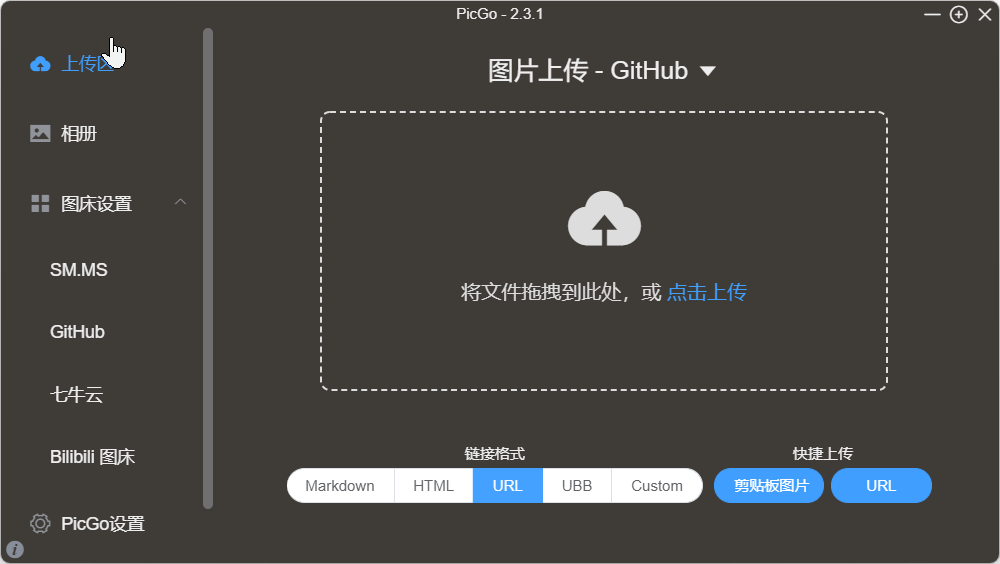 PicGo - 2.3.1
上传区
相册
图床设置
SM.MS
GitHub
七牛云
Bilibili 图床
PicGo设置
图片上传 - GitHub
将文件拖拽到此处，或 点击上传
链接格式
Markdown HTML URL UBB Custom
快捷上传
剪贴板图片 URL